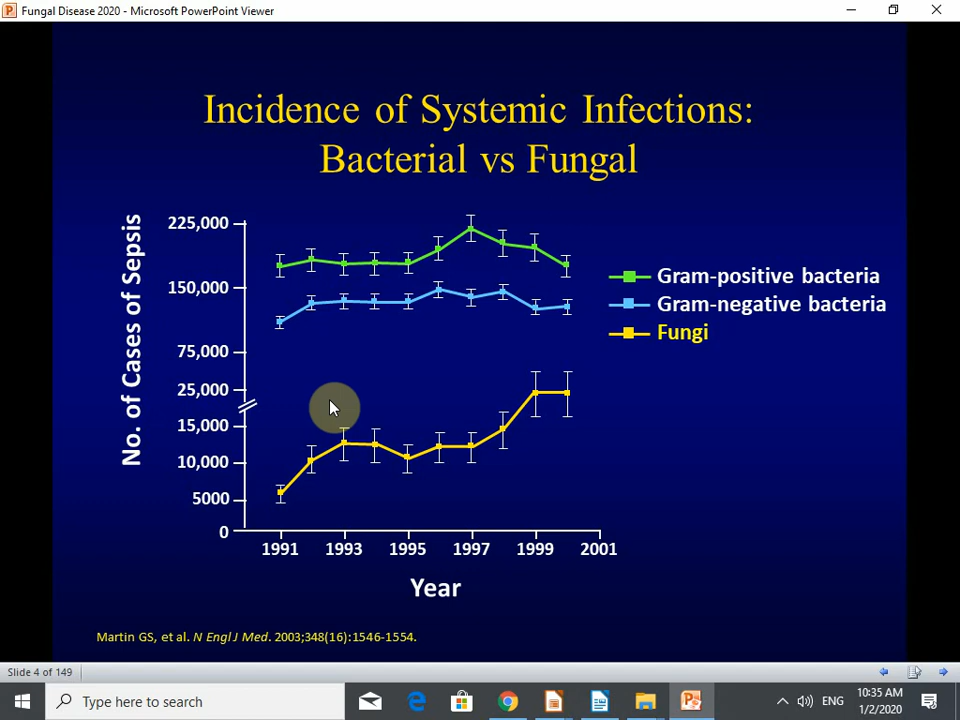 Fungal Disease 2020 - Microsoft PowerPoint Viewer
Incidence of Systemic Infections:
Bacterial vs Fungal
No. of Cases of Sepsis
225,000
150,000
75,000
25,000
15,000
10,000
5000
0
1991 1993 1995 1997 1999 2001
Year
Gram-positive bacteria
Gram-negative bacteria
Fungi
Martin GS, et al. N Engl J Med. 2003;348(16):1546-1554.
Slide 4 of 149
Type here to search
ENG
10:35 AM
1/2/2020